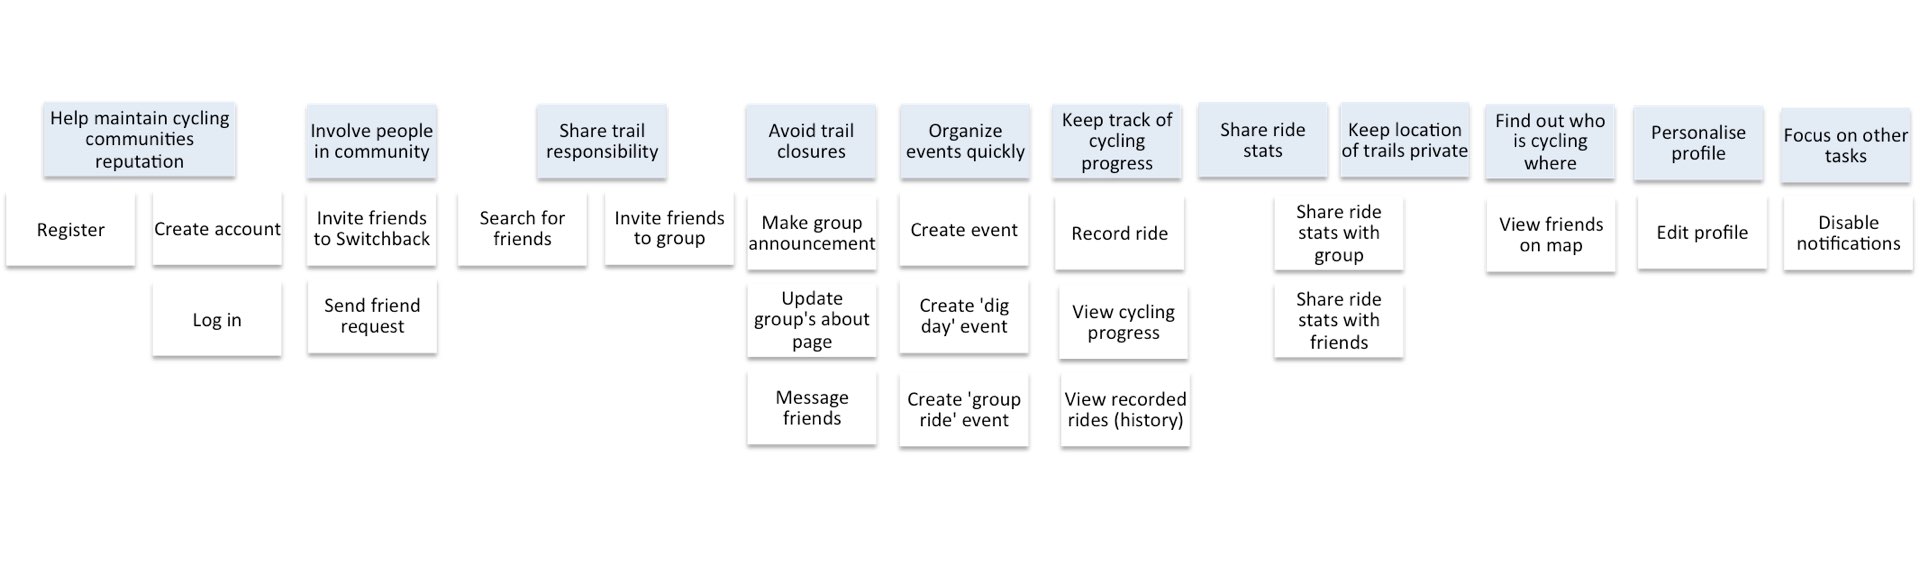 Help maintain cycling
communities
reputation
Involve people
in community
Share trail
responsibility
Avoid trail
closures
Organize
events quickly
Keep track of
cycling
progress
Share ride
stats
Keep location
of trails private
Find out who
is cycling
where
Personalise
profile
Focus on other
tasks
Register
Create account
Invite friends
to Switchback
Search for
friends
Invite friends
to group
Make group
announcement
Create event
Record ride
Share ride
stats with
group
View friends
on map
Edit profile
Disable
notifications
Log in
Send friend
request
Update
group's about
page
Create 'dig
day' event
View cycling
progress
Share ride
stats with
friends
Message
friends
Create 'group
ride' event
View recorded
rides (history)